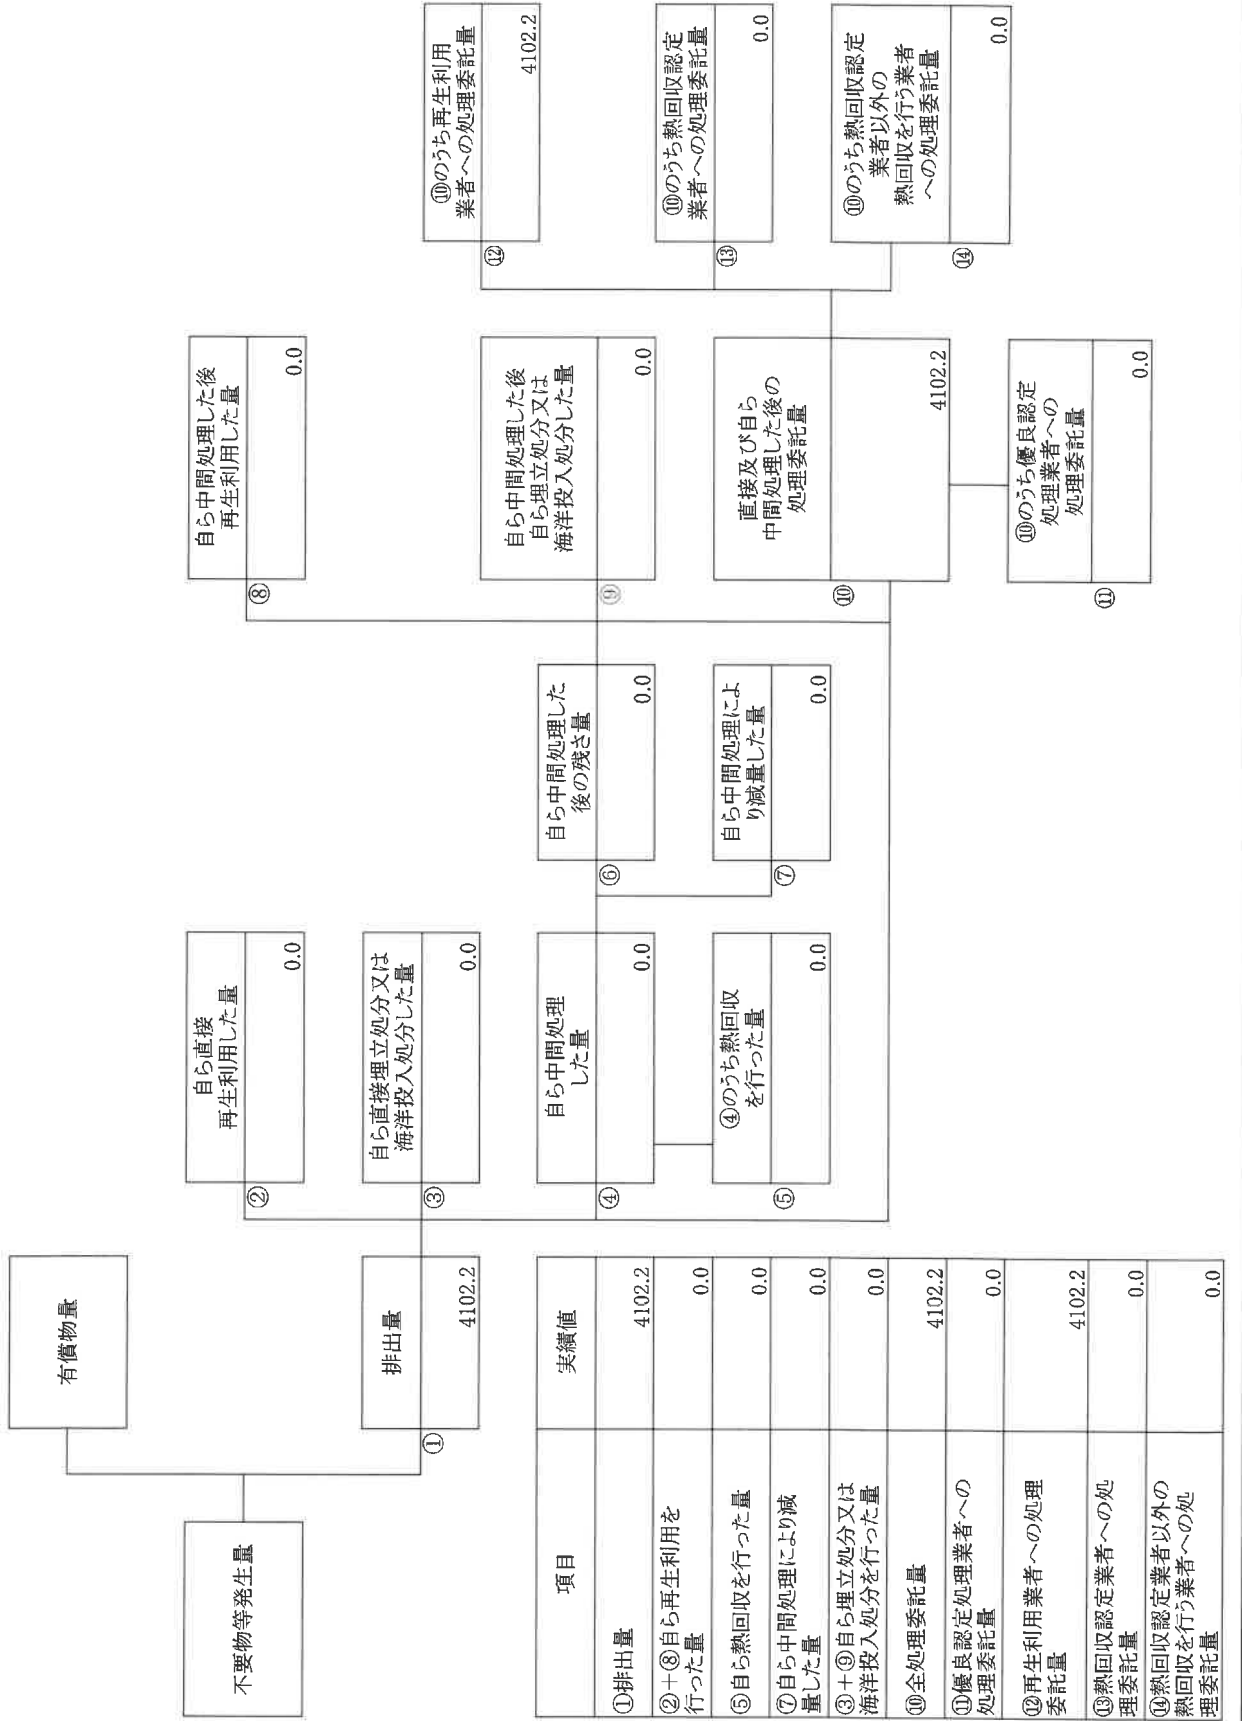 不要物等発生量
有償物量
①
排出量
4102.2
②
自ら直接
再生利用した量
0.0
③
自ら直接埋立処分又は
海洋投入処分した量
0.0
④
自ら中間処理
した量
0.0
⑤
④のうち熱回収
を行った量
0.0
⑥
自ら中間処理した
後の残さ量
0.0
⑦
自ら中間処理によ
り減量した量
0.0
⑧
自ら中間処理した後
再生利用した量
0.0
⑨
自ら中間処理した後
自ら埋立処分又は
海洋投入処分した量
0.0
⑩
直接及び自ら
中間処理した後の
処理委託量
4102.2
⑪
⑩のうち優良認定
処理業者への
処理委託量
0.0
⑫
⑩のうち再生利用
業者への処理委託量
4102.2
⑬
⑩のうち熱回収認定
業者への処理委託量
0.0
⑭
⑩のうち熱回収認定
業者以外の
熱回収を行う業者
への処理委託量
0.0
項目
実績値
①排出量
4102.2
②＋⑧自ら再生利用を
行った量
0.0
⑤自ら熱回収を行った量
0.0
⑦自ら中間処理により減
量した量
0.0
③＋⑨自ら埋立処分又は
海洋投入処分を行った量
0.0
⑩全処理委託量
4102.2
⑪優良認定処理業者への
処理委託量
0.0
⑫再生利用業者への処理
委託量
4102.2
⑬熱回収認定業者への処
理委託量
0.0
⑭熱回収認定業者以外の
熱回収を行う業者への処
理委託量
0.0